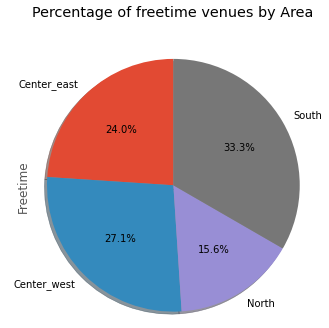 Percentage of freetime venues by Area
Center_east
South
24.0%
33.3%
Freetime
27.1%
15.6%
Center_west
North